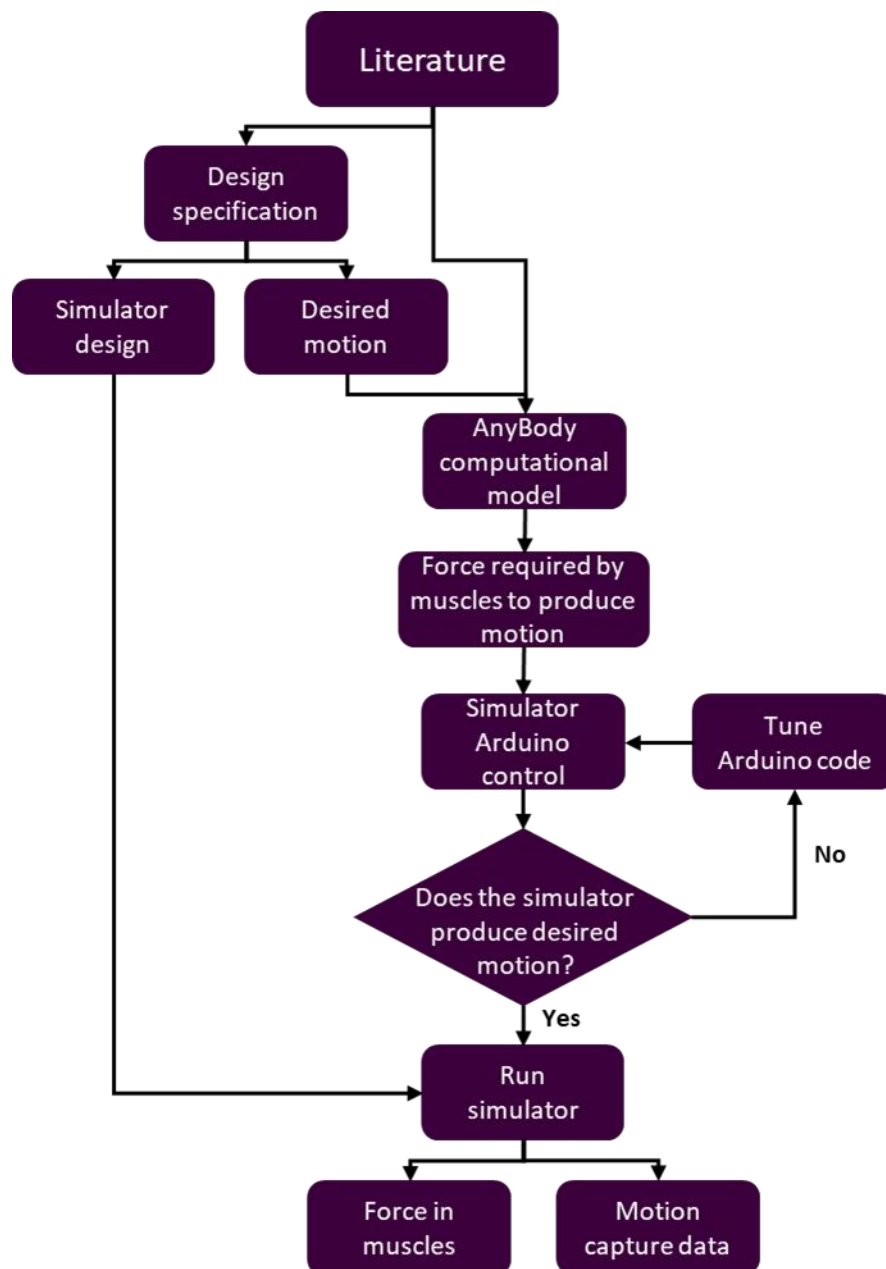 Literature
Design
specification
Simulator
design
Desired
motion
AnyBody
computational
model
Force required by
muscles to produce
motion
Simulator
Arduino
control
Tune
Arduino code
No
Does the simulator
produce desired
motion?
Yes
Run
simulator
Force in
muscles
Motion
capture data